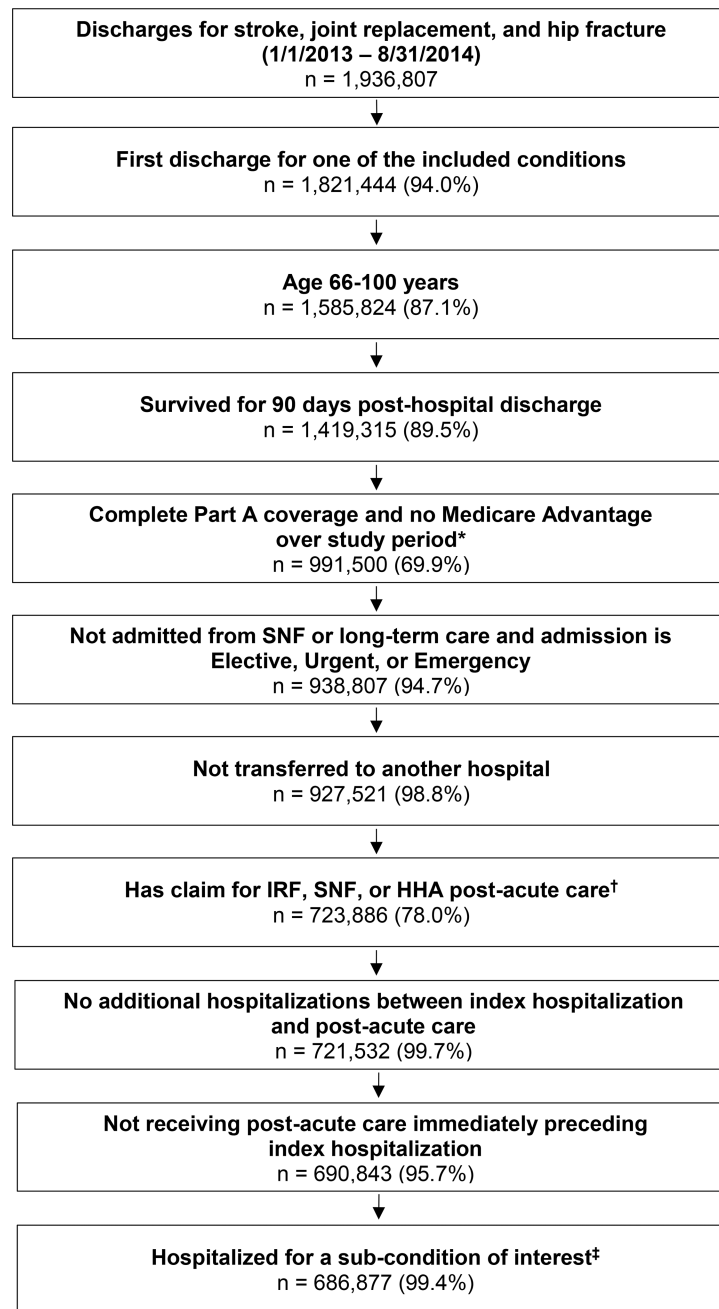 Discharges for stroke, joint replacement, and hip fracture
(1/1/2013 – 8/31/2014)
n = 1,936,807
First discharge for one of the included conditions
n = 1,821,444 (94.0%)
Age 66-100 years
n = 1,585,824 (87.1%)
Survived for 90 days post-hospital discharge
n = 1,419,315 (89.5%)
Complete Part A coverage and no Medicare Advantage
over study period*
n = 991,500 (69.9%)
Not admitted from SNF or long-term care and admission is
Elective, Urgent, or Emergency
n = 938,807 (94.7%)
Not transferred to another hospital
n = 927,521 (98.8%)
Has claim for IRF, SNF, or HHA post-acute care†
n = 723,886 (78.0%)
No additional hospitalizations between index hospitalization
and post-acute care
n = 721,532 (99.7%)
Not receiving post-acute care immediately preceding
index hospitalization
n = 690,843 (95.7%)
Hospitalized for a sub-condition of interest‡
n = 686,877 (99.4%)